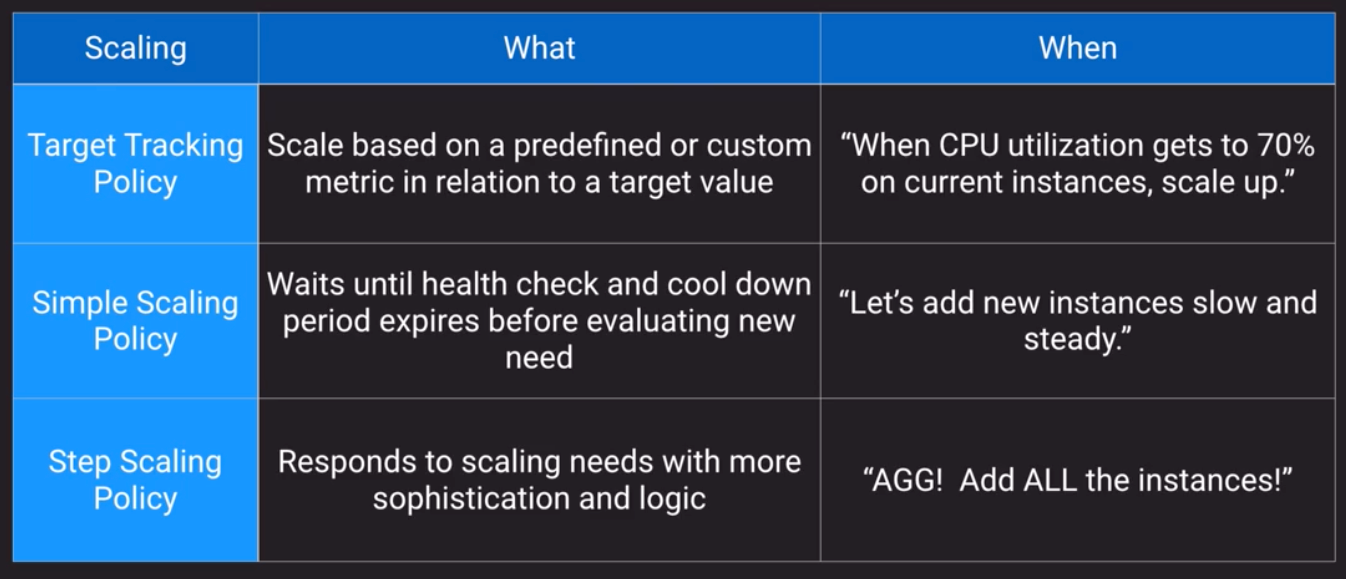 Scaling
What
When
Target Tracking
Policy
Scale based on a predefined or custom
metric in relation to a target value
“When CPU utilization gets to 70%
on current instances, scale up.”
Simple Scaling
Policy
Waits until health check and cool down
period expires before evaluating new
need
“Let’s add new instances slow and
steady.”
Step Scaling
Policy
Responds to scaling needs with more
sophistication and logic
“AGG!  Add ALL the instances!”